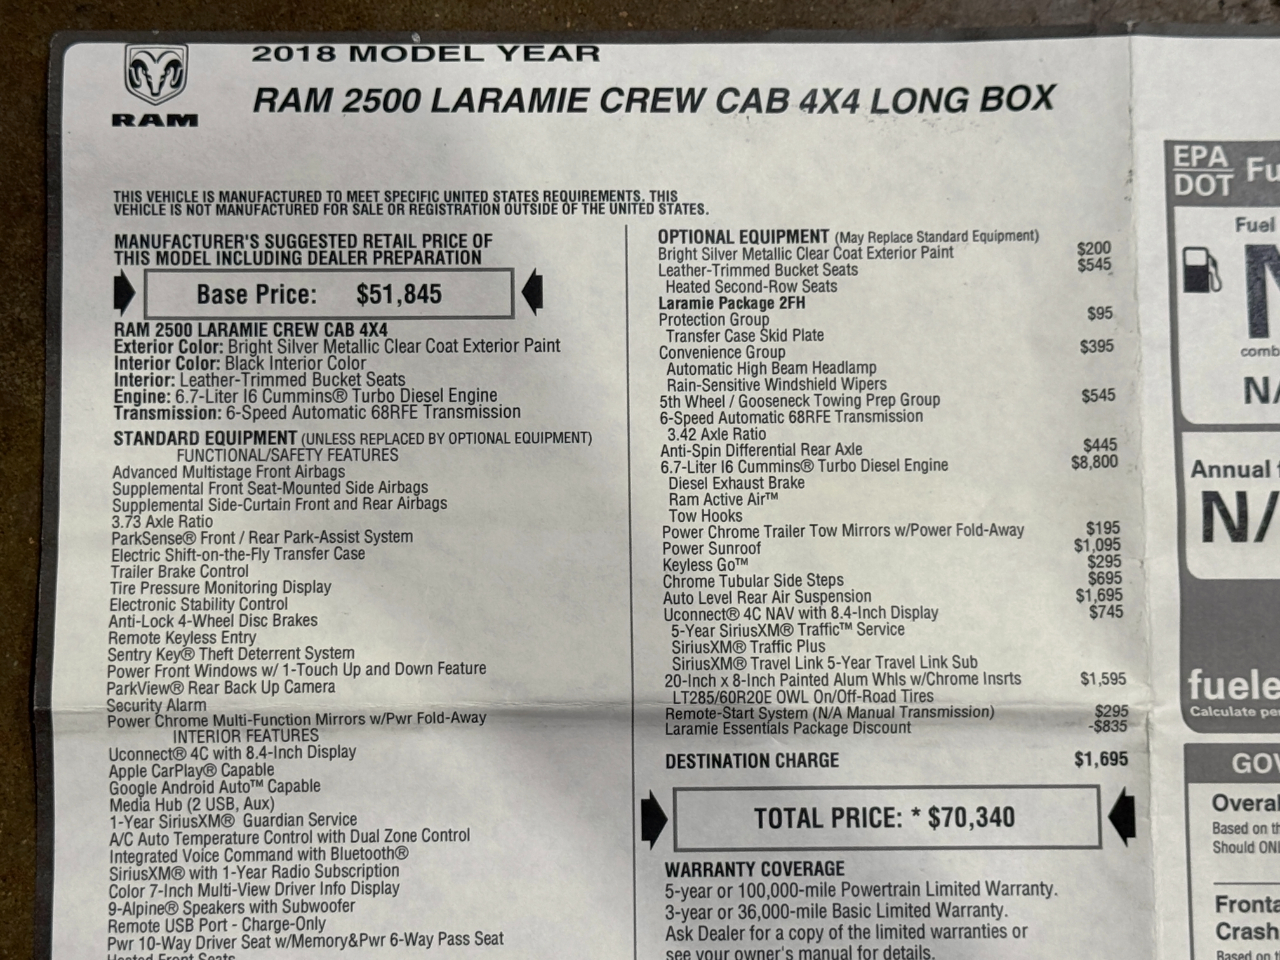 RAM
2018 MODEL YEAR
RAM 2500 LARAMIE CREW CAB 4X4 LONG BOX
THIS VEHICLE IS MANUFACTURED TO MEET SPECIFIC UNITED STATES REQUIREMENTS. THIS
VEHICLE IS NOT MANUFACTURED FOR SALE OR REGISTRATION OUTSIDE OF THE UNITED STATES.
MANUFACTURER'S SUGGESTED RETAIL PRICE OF
THIS MODEL INCLUDING DEALER PREPARATION
Base Price: $51,845
RAM 2500 LARAMIE CREW CAB 4X4
Exterior Color: Bright Silver Metallic Clear Coat Exterior Paint
Interior Color: Black Interior Color
Interior: Leather-Trimmed Bucket Seats
Engine: 6.7-Liter I6 Cummins® Turbo Diesel Engine
Transmission: 6-Speed Automatic 68RFE Transmission
STANDARD EQUIPMENT (UNLESS REPLACED BY OPTIONAL EQUIPMENT)
FUNCTIONAL/SAFETY FEATURES
Advanced Multistage Front Airbags
Supplemental Front Seat-Mounted Side Airbags
Supplemental Side-Curtain Front and Rear Airbags
3.73 Axle Ratio
ParkSense® Front / Rear Park-Assist System
Electric Shift-on-the-Fly Transfer Case
Trailer Brake Control
Tire Pressure Monitoring Display
Electronic Stability Control
Anti-Lock 4-Wheel Disc Brakes
Remote Keyless Entry
Sentry Key® Theft Deterrent System
Power Front Windows w/ 1-Touch Up and Down Feature
ParkView® Rear Back Up Camera
Security Alarm
Power Chrome Multi-Function Mirrors w/Pwr Fold-Away
INTERIOR FEATURES
Uconnect® 4C with 8.4-Inch Display
Apple CarPlay® Capable
Google Android Auto™ Capable
Media Hub (2 USB, Aux)
1-Year SiriusXM® Guardian Service
A/C Auto Temperature Control with Dual Zone Control
Integrated Voice Command with Bluetooth®
SiriusXM® with 1-Year Radio Subscription
Color 7-Inch Multi-View Driver Info Display
9-Alpine® Speakers with Subwoofer
Remote USB Port - Charge-Only
Pwr 10-Way Driver Seat w/Memory&Pwr 6-Way Pass Seat
Heated Front Seats
OPTIONAL EQUIPMENT (May Replace Standard Equipment)
Bright Silver Metallic Clear Coat Exterior Paint $200
Leather-Trimmed Bucket Seats $545
Heated Second-Row Seats
Laramie Package 2FH
Protection Group $95
Transfer Case Skid Plate
Convenience Group $395
Automatic High Beam Headlamp
Rain-Sensitive Windshield Wipers
5th Wheel / Gooseneck Towing Prep Group $545
6-Speed Automatic 68RFE Transmission
3.42 Axle Ratio
Anti-Spin Differential Rear Axle $445
6.7-Liter I6 Cummins® Turbo Diesel Engine $8,800
Diesel Exhaust Brake
Ram Active Air™
Tow Hooks
Power Chrome Trailer Tow Mirrors w/Power Fold-Away $195
Power Sunroof $1,095
Keyless Go™ $295
Chrome Tubular Side Steps $695
Auto Level Rear Air Suspension $1,695
Uconnect® 4C NAV with 8.4-Inch Display $745
5-Year SiriusXM® Traffic™ Service
SiriusXM® Traffic Plus
SiriusXM® Travel Link 5-Year Travel Link Sub
20-Inch x 8-Inch Painted Alum Whls w/Chrome Insrts $1,595
LT285/60R20E OWL On/Off-Road Tires
Remote-Start System (N/A Manual Transmission) $295
Laramie Essentials Package Discount -$835
DESTINATION CHARGE $1,695
TOTAL PRICE: * $70,340
WARRANTY COVERAGE
5-year or 100,000-mile Powertrain Limited Warranty.
3-year or 36,000-mile Basic Limited Warranty.
Ask Dealer for a copy of the limited warranties or
see your owner's manual for details.
EPA
DOT
Fu
Fuel
N
comb
N/
Annual f
N/
fuele
Calculate pe
GOV
Overal
Based on th
Should ONL
Fronta
Crash
Based on t